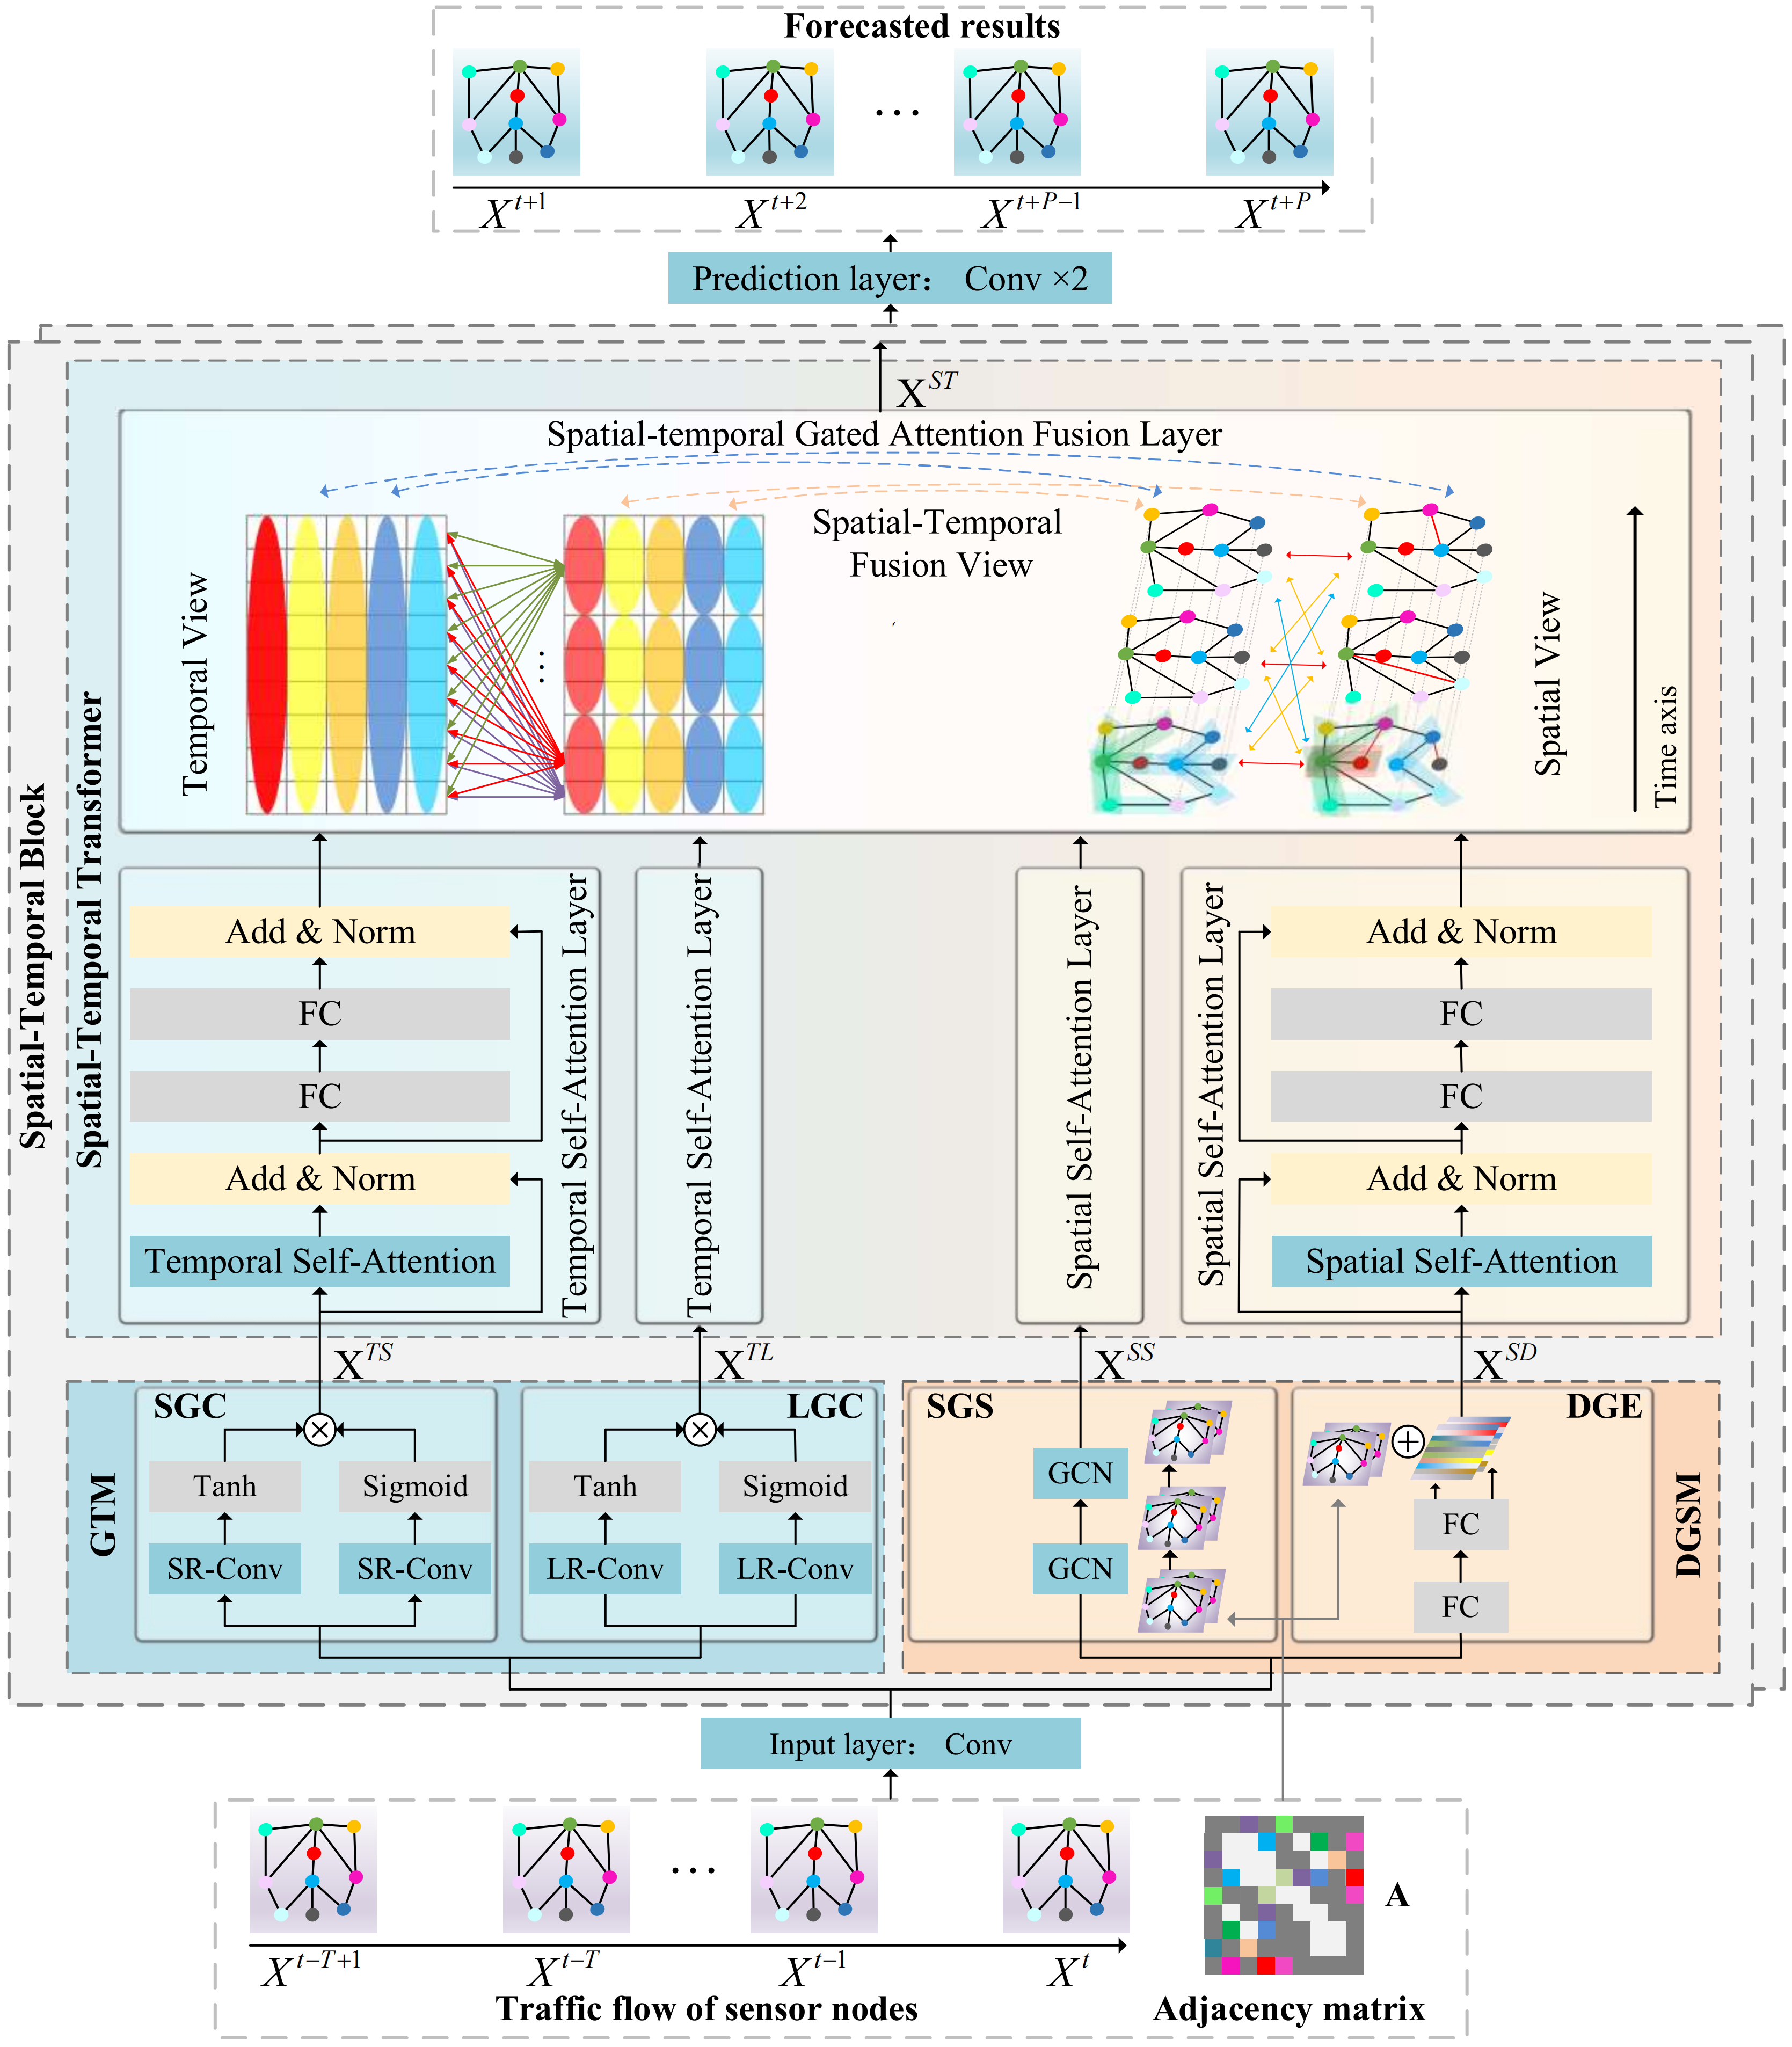 Forecasted results
...
X^{t+1} X^{t+2} X^{t+P-1} X^{t+P}
Prediction layer: Conv ×2
X^{ST}
Spatial-temporal Gated Attention Fusion Layer
Spatial-Temporal
Fusion View
Temporal View
...
Spatial View
Time axis
Spatial-Temporal Block
Spatial-Temporal Transformer
Add & Norm
FC
FC
Add & Norm
Temporal Self-Attention
Temporal Self-Attention Layer
Temporal Self-Attention Layer
Spatial Self-Attention Layer
Spatial Self-Attention Layer
Add & Norm
FC
FC
Add & Norm
Spatial Self-Attention
X^{TS} X^{TL} X^{SS} X^{SD}
GTM
SGC
Tanh Sigmoid
SR-Conv SR-Conv
LGC
Tanh Sigmoid
LR-Conv LR-Conv
SGS
GCN
GCN
DGE
FC
FC
DGSM
Input layer: Conv
...
A
X^{t-T+1} X^{t-T} X^{t-1} X^{t}
Traffic flow of sensor nodes Adjacency matrix